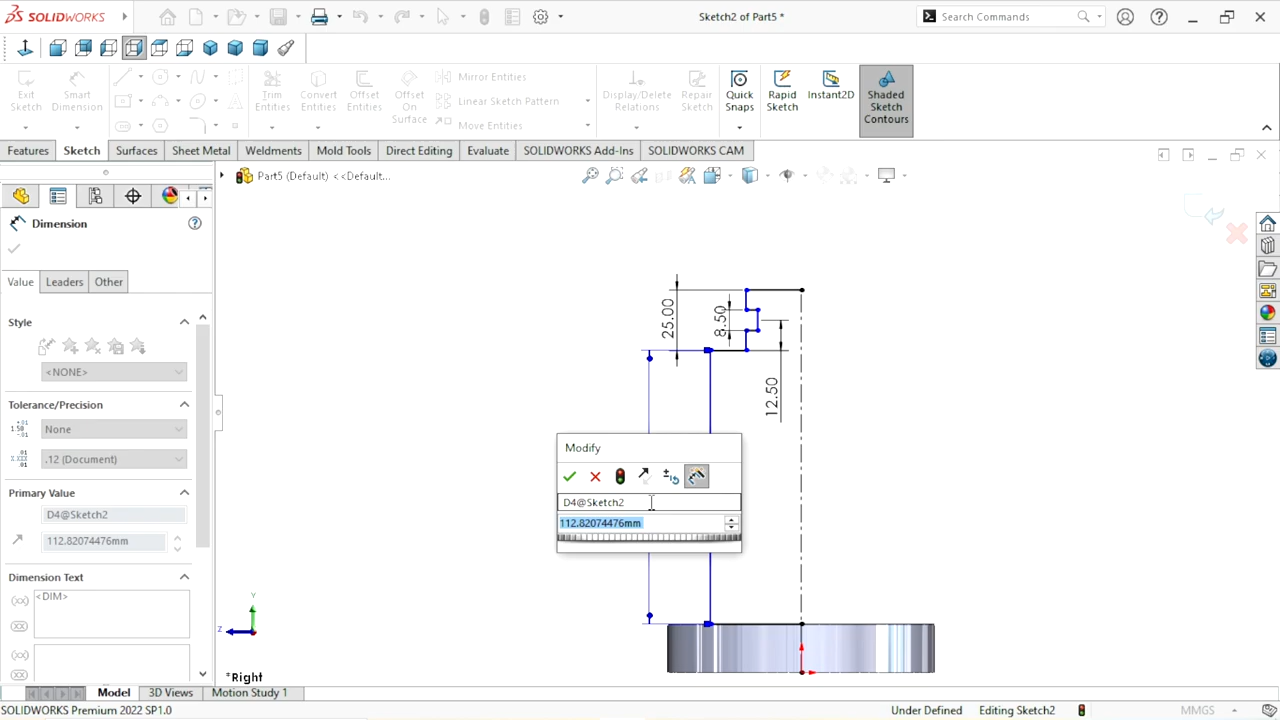 SOLIDWORKS
Sketch2 of Part5 *
Search Commands
Exit Sketch
Smart Dimension
Trim Entities
Convert Entities
Offset Entities
Offset On Surface
Mirror Entities
Linear Sketch Pattern
Move Entities
Display/Delete Relations
Repair Sketch
Quick Snaps
Rapid Sketch
Instant2D
Shaded Sketch Contours
Features
Sketch
Surfaces
Sheet Metal
Weldments
Mold Tools
Direct Editing
Evaluate
SOLIDWORKS Add-Ins
SOLIDWORKS CAM
Part5 (Default) <<Default...
Dimension
Value
Leaders
Other
Style
<NONE>
Tolerance/Precision
None
.12 (Document)
Primary Value
D4@Sketch2
112.82074476mm
Dimension Text
<DIM>
25.00
8.50
12.50
Modify
D4@Sketch2
112.82074476mm
Y
Z
*Right
Model
3D Views
Motion Study 1
SOLIDWORKS Premium 2022 SP1.0
Under Defined
Editing Sketch2
MMGS